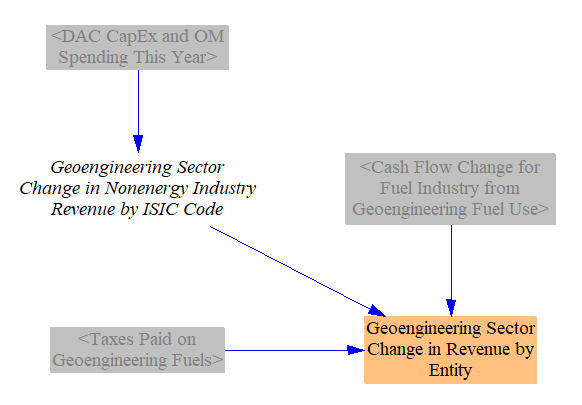 <DAC CapEx and OM
Spending This Year>
Geoengineering Sector
Change in Nonenergy Industry
Revenue by ISIC Code
<Cash Flow Change for
Fuel Industry from
Geoengineering Fuel Use>
<Taxes Paid on
Geoengineering Fuels>
Geoengineering Sector
Change in Revenue by
Entity